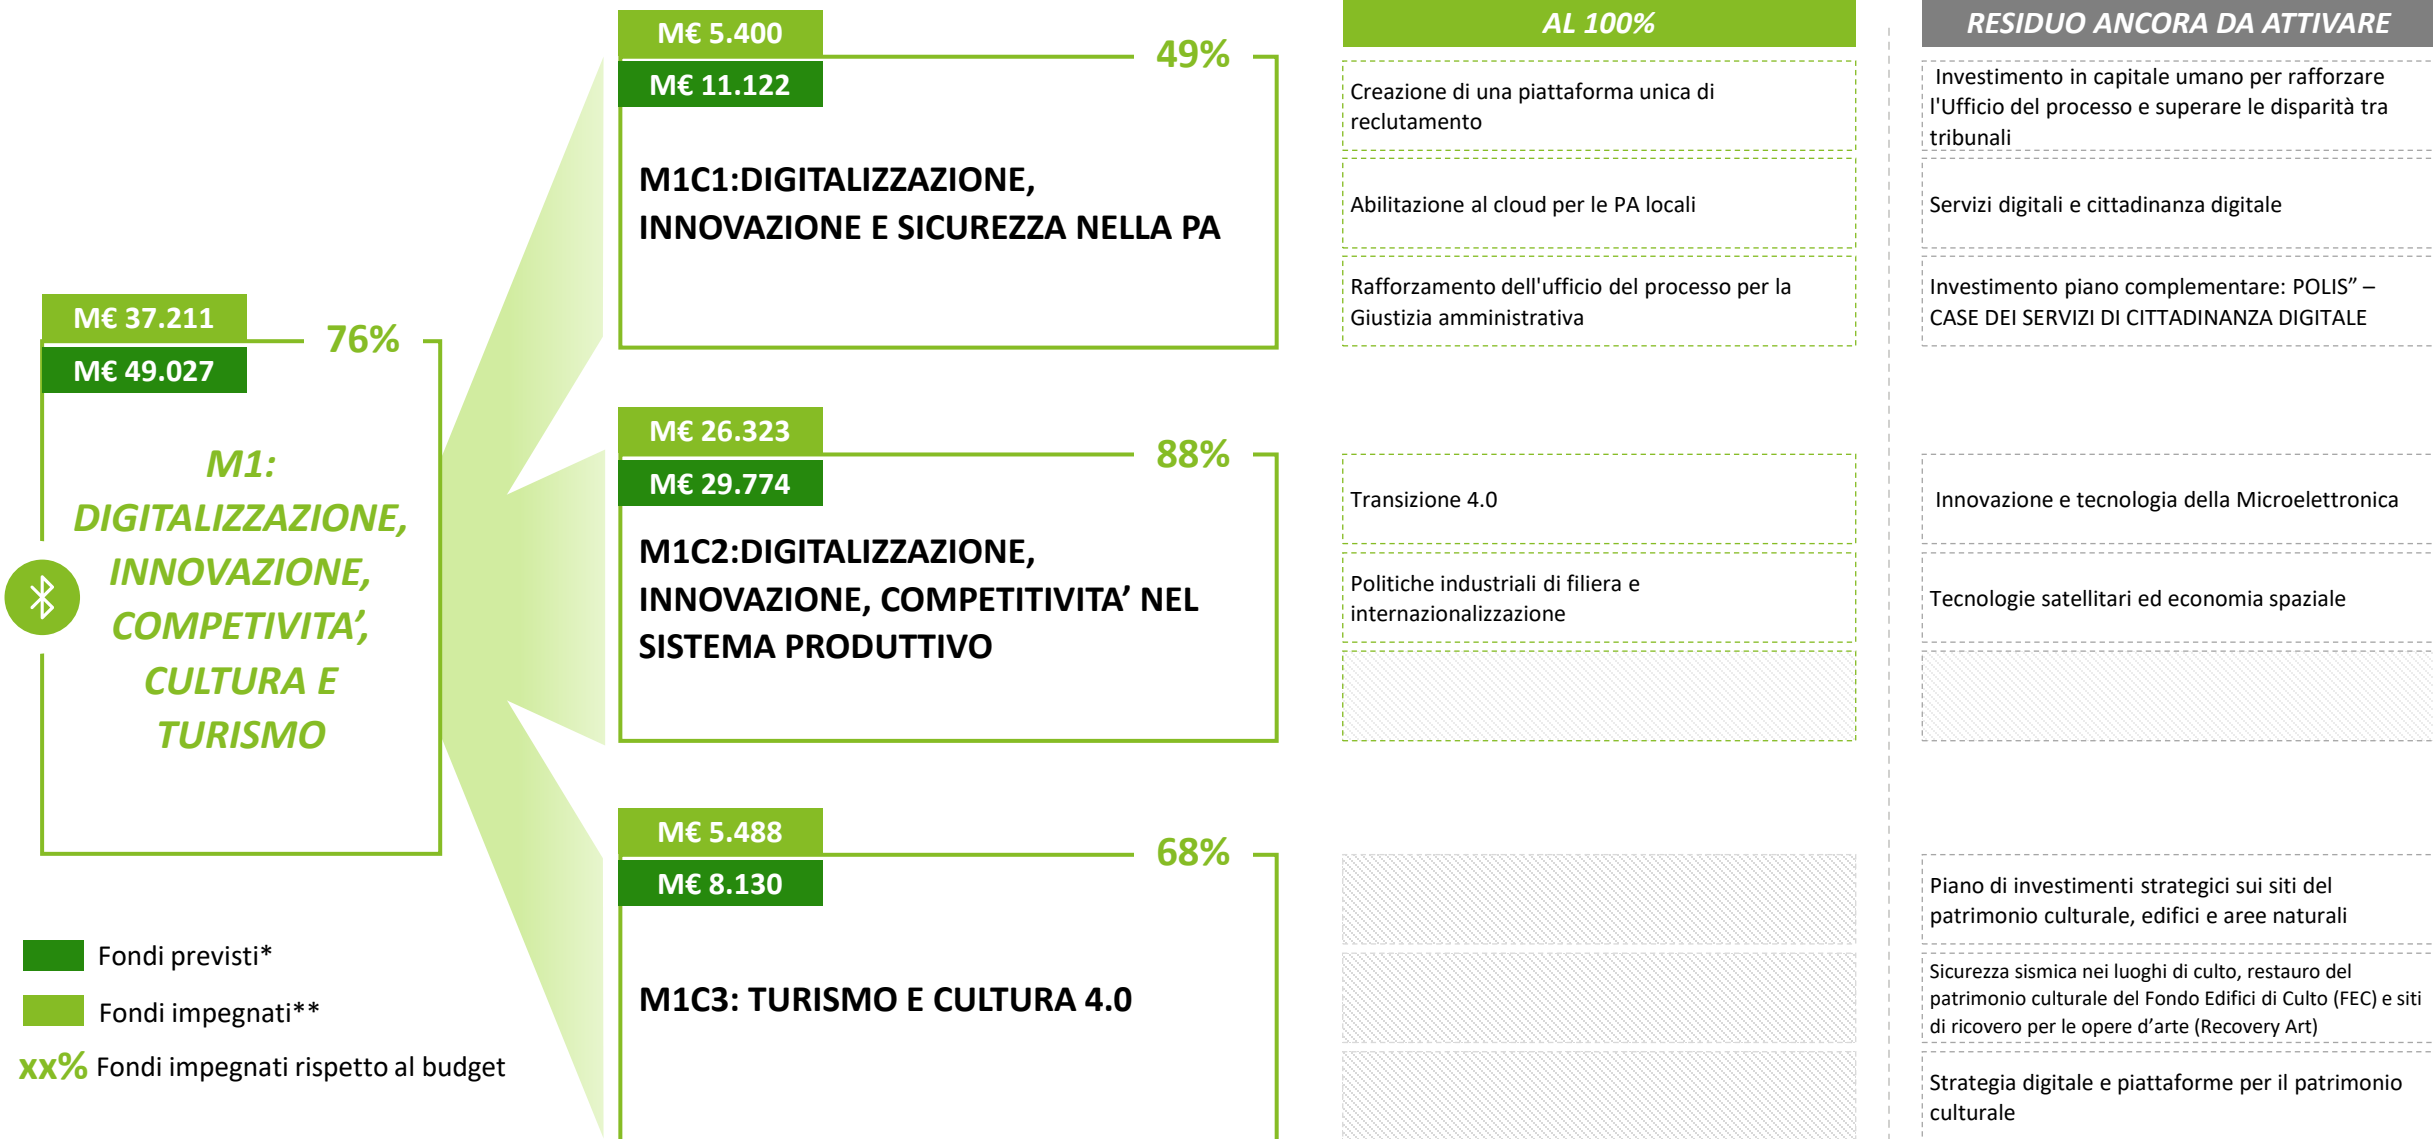 M€ 37.211
76%
M€ 49.027
M1:
DIGITALIZZAZIONE,
INNOVAZIONE,
COMPETIVITA’,
CULTURA E
TURISMO
Fondi previsti*
Fondi impegnati**
xx% Fondi impegnati rispetto al budget
M€ 5.400
49%
M€ 11.122
M1C1:DIGITALIZZAZIONE,
INNOVAZIONE E SICUREZZA NELLA PA
M€ 26.323
88%
M€ 29.774
M1C2:DIGITALIZZAZIONE,
INNOVAZIONE, COMPETITIVITA’ NEL
SISTEMA PRODUTTIVO
M€ 5.488
68%
M€ 8.130
M1C3: TURISMO E CULTURA 4.0
AL 100%
Creazione di una piattaforma unica di
reclutamento
Abilitazione al cloud per le PA locali
Rafforzamento dell'ufficio del processo per la
Giustizia amministrativa
Transizione 4.0
Politiche industriali di filiera e
internazionalizzazione
RESIDUO ANCORA DA ATTIVARE
Investimento in capitale umano per rafforzare
l'Ufficio del processo e superare le disparità tra
tribunali
Servizi digitali e cittadinanza digitale
Investimento piano complementare: POLIS” –
CASE DEI SERVIZI DI CITTADINANZA DIGITALE
Innovazione e tecnologia della Microelettronica
Tecnologie satellitari ed economia spaziale
Piano di investimenti strategici sui siti del
patrimonio culturale, edifici e aree naturali
Sicurezza sismica nei luoghi di culto, restauro del
patrimonio culturale del Fondo Edifici di Culto (FEC) e siti
di ricovero per le opere d’arte (Recovery Art)
Strategia digitale e piattaforme per il patrimonio
culturale